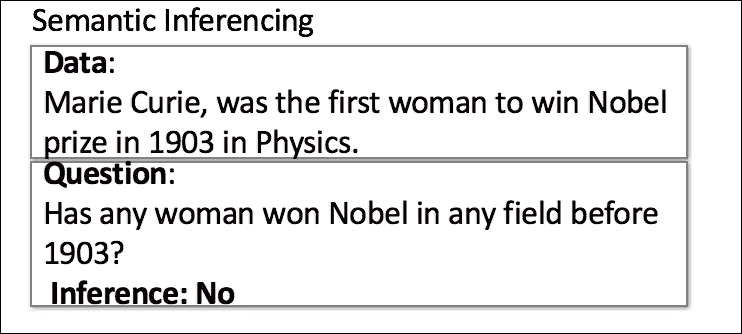 Semantic Inferencing
Data:
Marie Curie, was the first woman to win Nobel
prize in 1903 in Physics.
Question:
Has any woman won Nobel in any field before
1903?
Inference: No